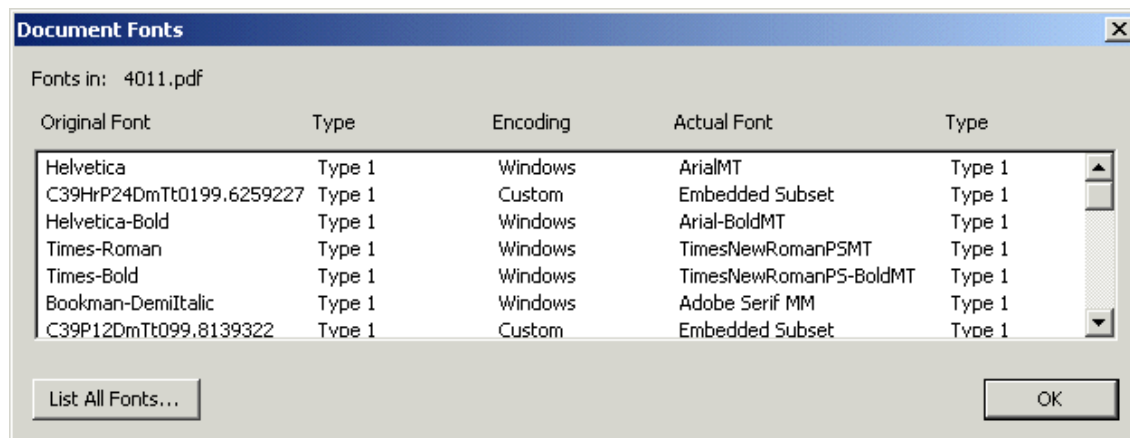 Document Fonts
Fonts in: 4011.pdf
Original Font Type Encoding Actual Font Type
Helvetica Type 1 Windows ArialMT Type 1
C39HrP24DmTt0199.6259227 Type 1 Custom Embedded Subset Type 1
Helvetica-Bold Type 1 Windows Arial-BoldMT Type 1
Times-Roman Type 1 Windows TimesNewRomanPSMT Type 1
Times-Bold Type 1 Windows TimesNewRomanPS-BoldMT Type 1
Bookman-DemiItalic Type 1 Windows Adobe Serif MM Type 1
C39P12DmTt099.8139322 Type 1 Custom Embedded Subset Type 1
List All Fonts... OK